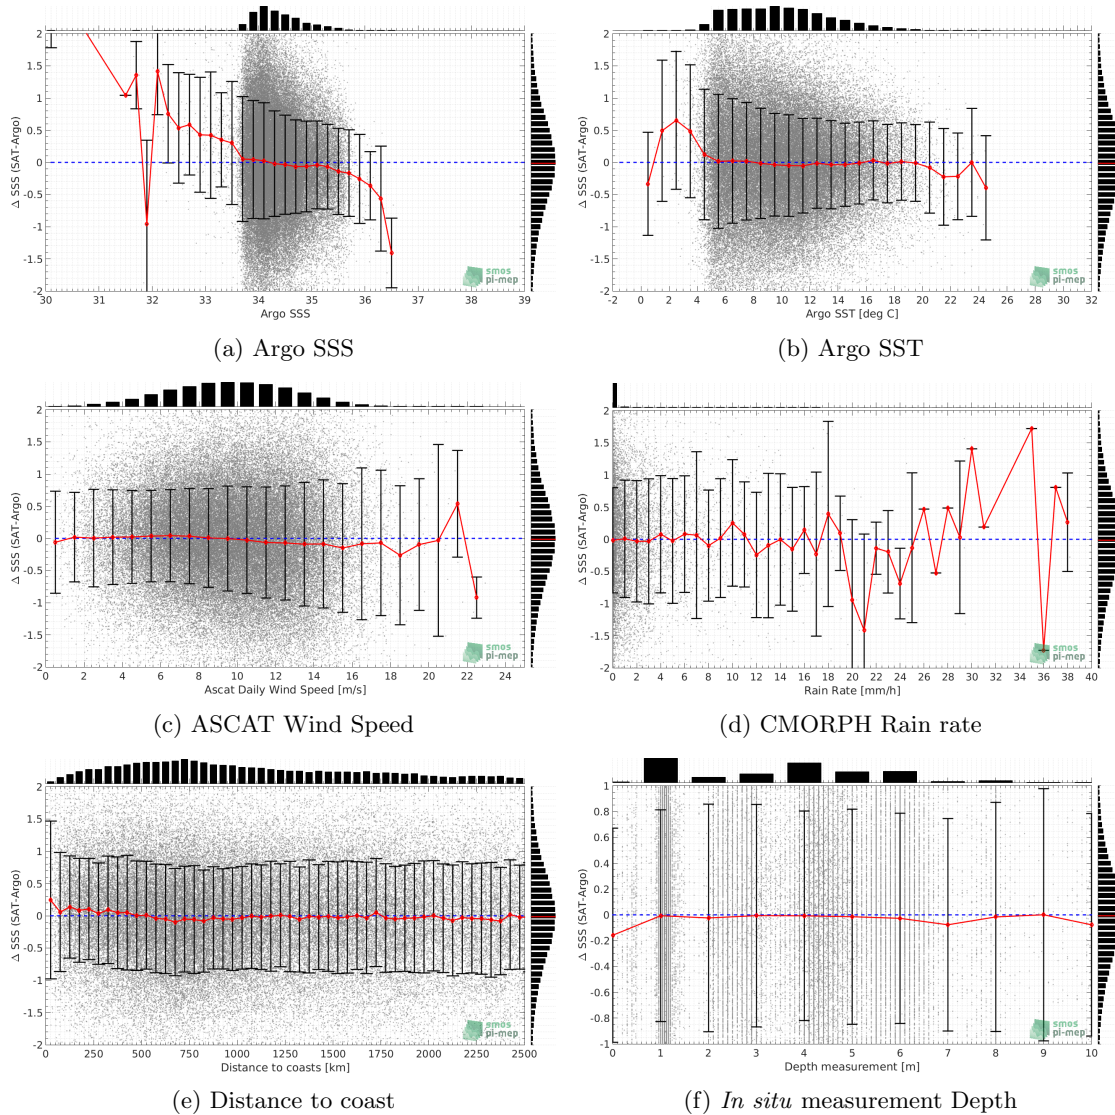 2
1.5
1
0.5
0
-0.5
-1
-1.5
-2
Δ SSS (SAT-Argo)
30 31 32 33 34 35 36 37 38 39
Argo SSS
smos
pi-mep
(a) Argo SSS
2
1.5
1
0.5
0
-0.5
-1
-1.5
-2
Δ SSS (SAT-Argo)
-2 0 2 4 6 8 10 12 14 16 18 20 22 24 26 28 30 32
Argo SST [deg C]
smos
pi-mep
(b) Argo SST
2
1.5
1
0.5
0
-0.5
-1
-1.5
-2
Δ SSS (SAT-Argo)
0 2 4 6 8 10 12 14 16 18 20 22 24
Ascat Daily Wind Speed [m/s]
smos
pi-mep
(c) ASCAT Wind Speed
2
1.5
1
0.5
0
-0.5
-1
-1.5
-2
Δ SSS (SAT-Argo)
0 2 4 6 8 10 12 14 16 18 20 22 24 26 28 30 32 34 36 38 40
Rain Rate [mm/h]
smos
pi-mep
(d) CMORPH Rain rate
2
1.5
1
0.5
0
-0.5
-1
-1.5
-2
Δ SSS (SAT-Argo)
0 250 500 750 1000 1250 1500 1750 2000 2250 2500
Distance to coasts [km]
smos
pi-mep
(e) Distance to coast
1
0.8
0.6
0.4
0.2
0
-0.2
-0.4
-0.6
-0.8
-1
Δ SSS (SAT-Argo)
0 1 2 3 4 5 6 7 8 9 10
Depth measurement [m]
smos
pi-mep
(f) In situ measurement Depth